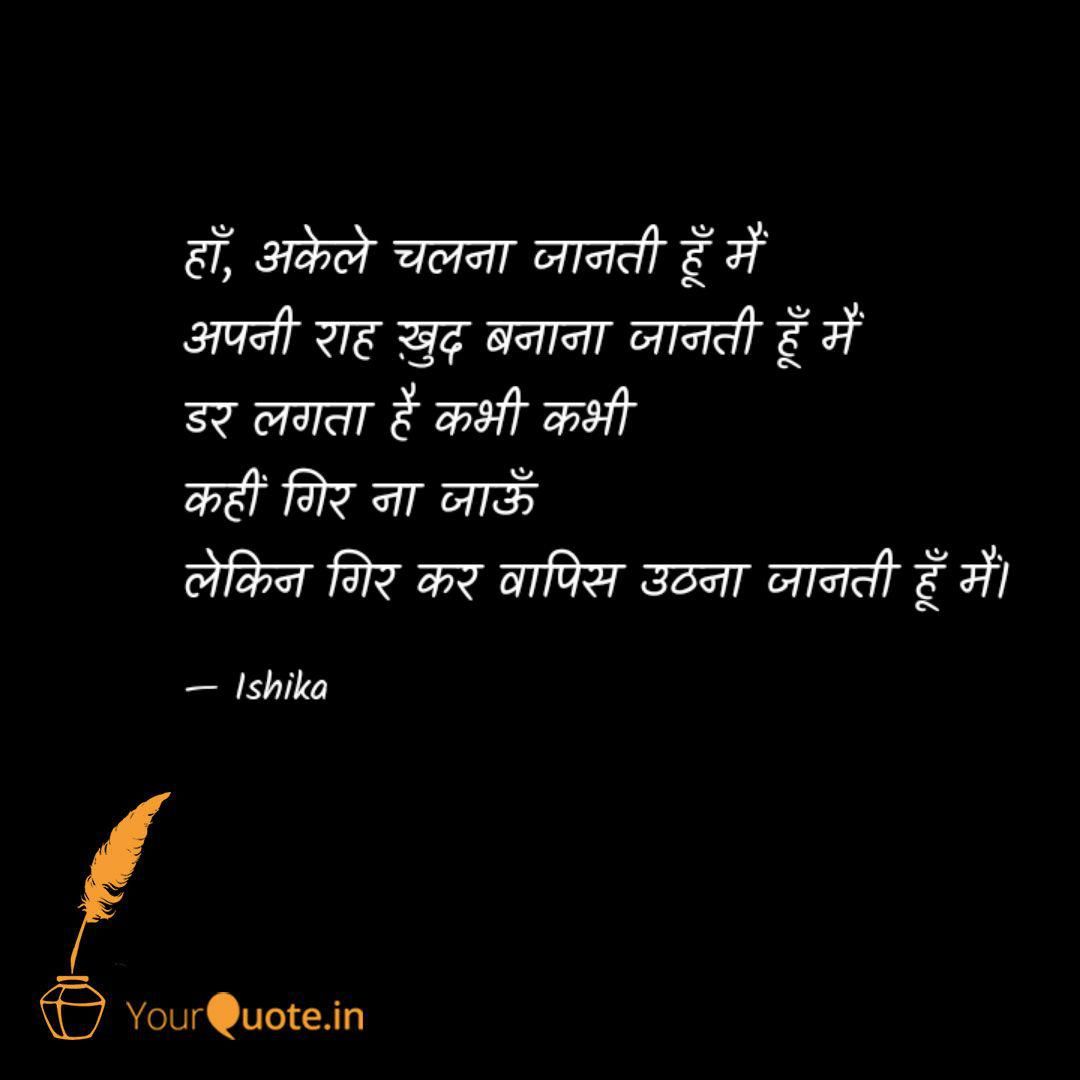 हाँ, अकेले चलना जानती हूँ मैं
अपनी राह ख़ुद बनाना जानती हूँ मैं
डर लगता है कभी कभी
कहीं गिर ना जाऊँ
लेकिन गिर कर वापिस उठना जानती हूँ मैं।
— Ishika
YourQuote.in